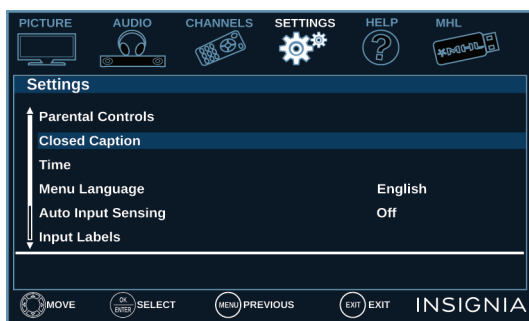 PICTURE AUDIO CHANNELS SETTINGS HELP MHL
MHL
Settings
Parental Controls
Closed Caption
Time
Menu Language English
Auto Input Sensing Off
Input Labels
OK ENTER MENU EXIT
MOVE SELECT PREVIOUS EXIT INSIGNIA